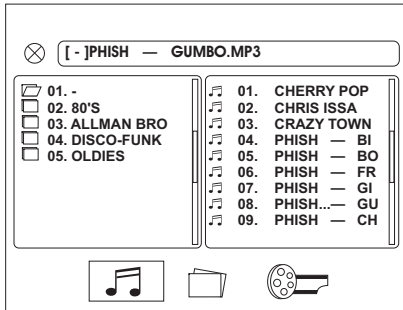 [ - ]PHISH — GUMBO.MP3
01. -
02. 80'S
03. ALLMAN BRO
04. DISCO-FUNK
05. OLDIES
01. CHERRY POP
02. CHRIS ISSA
03. CRAZY TOWN
04. PHISH — BI
05. PHISH — BO
06. PHISH — FR
07. PHISH — GI
08. PHISH...— GU
09. PHISH — CH